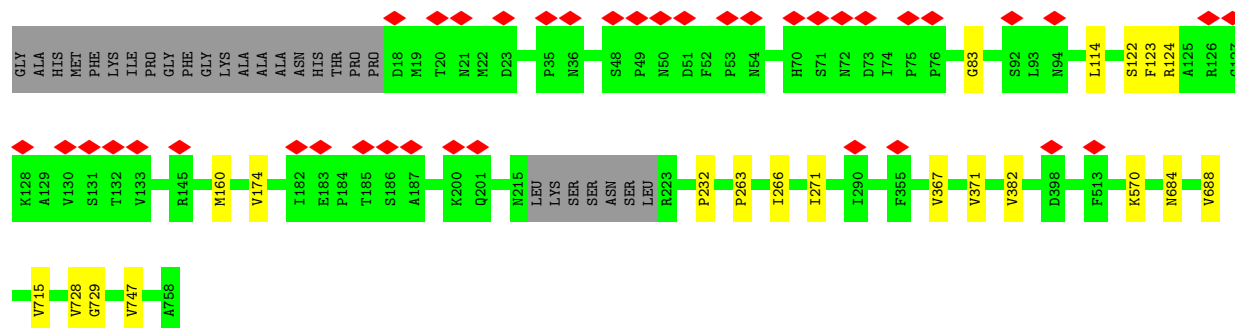 GLY ALA HIS MET PHE LYS ILE PRO GLY PHE GLY LYS ALA ALA ALA ASN HIS THR PRO PRO D18 M19 T20 N21 M22 D23 P35 N36 S48 P49 N50 D51 F52 P53 N54 H70 S71 N72 D73 I74 P75 P76 G83 S92 L93 N94 L114 S122 F123 R124 A125 R126 G127
K128 A129 V130 S131 T132 V133 R145 M160 V174 I182 E183 P184 T185 S186 A187 K200 Q201 N215 LEU LYS SER SER ASN SER LEU R223 P232 P263 I266 I271 I290 F355 V367 V371 V382 D398 F513 K570 N684 V688
V715 V728 G729 V747 A758